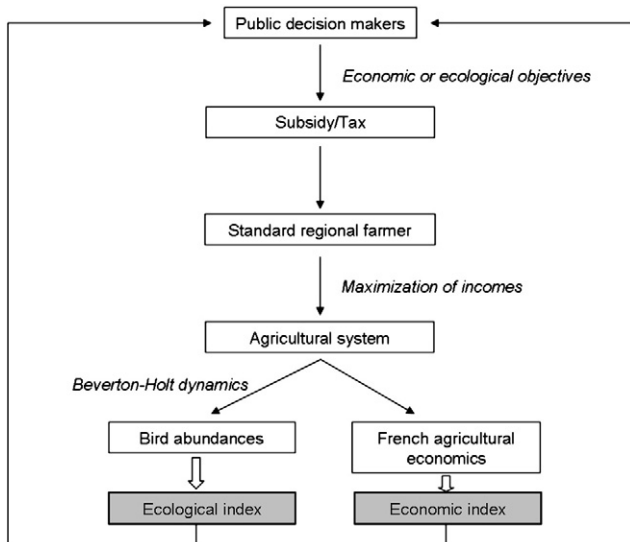 Public decision makers
Economic or ecological objectives
Subsidy/Tax
Standard regional farmer
Maximization of incomes
Agricultural system
Beverton-Holt dynamics
Bird abundances
French agricultural
economics
Ecological index
Economic index